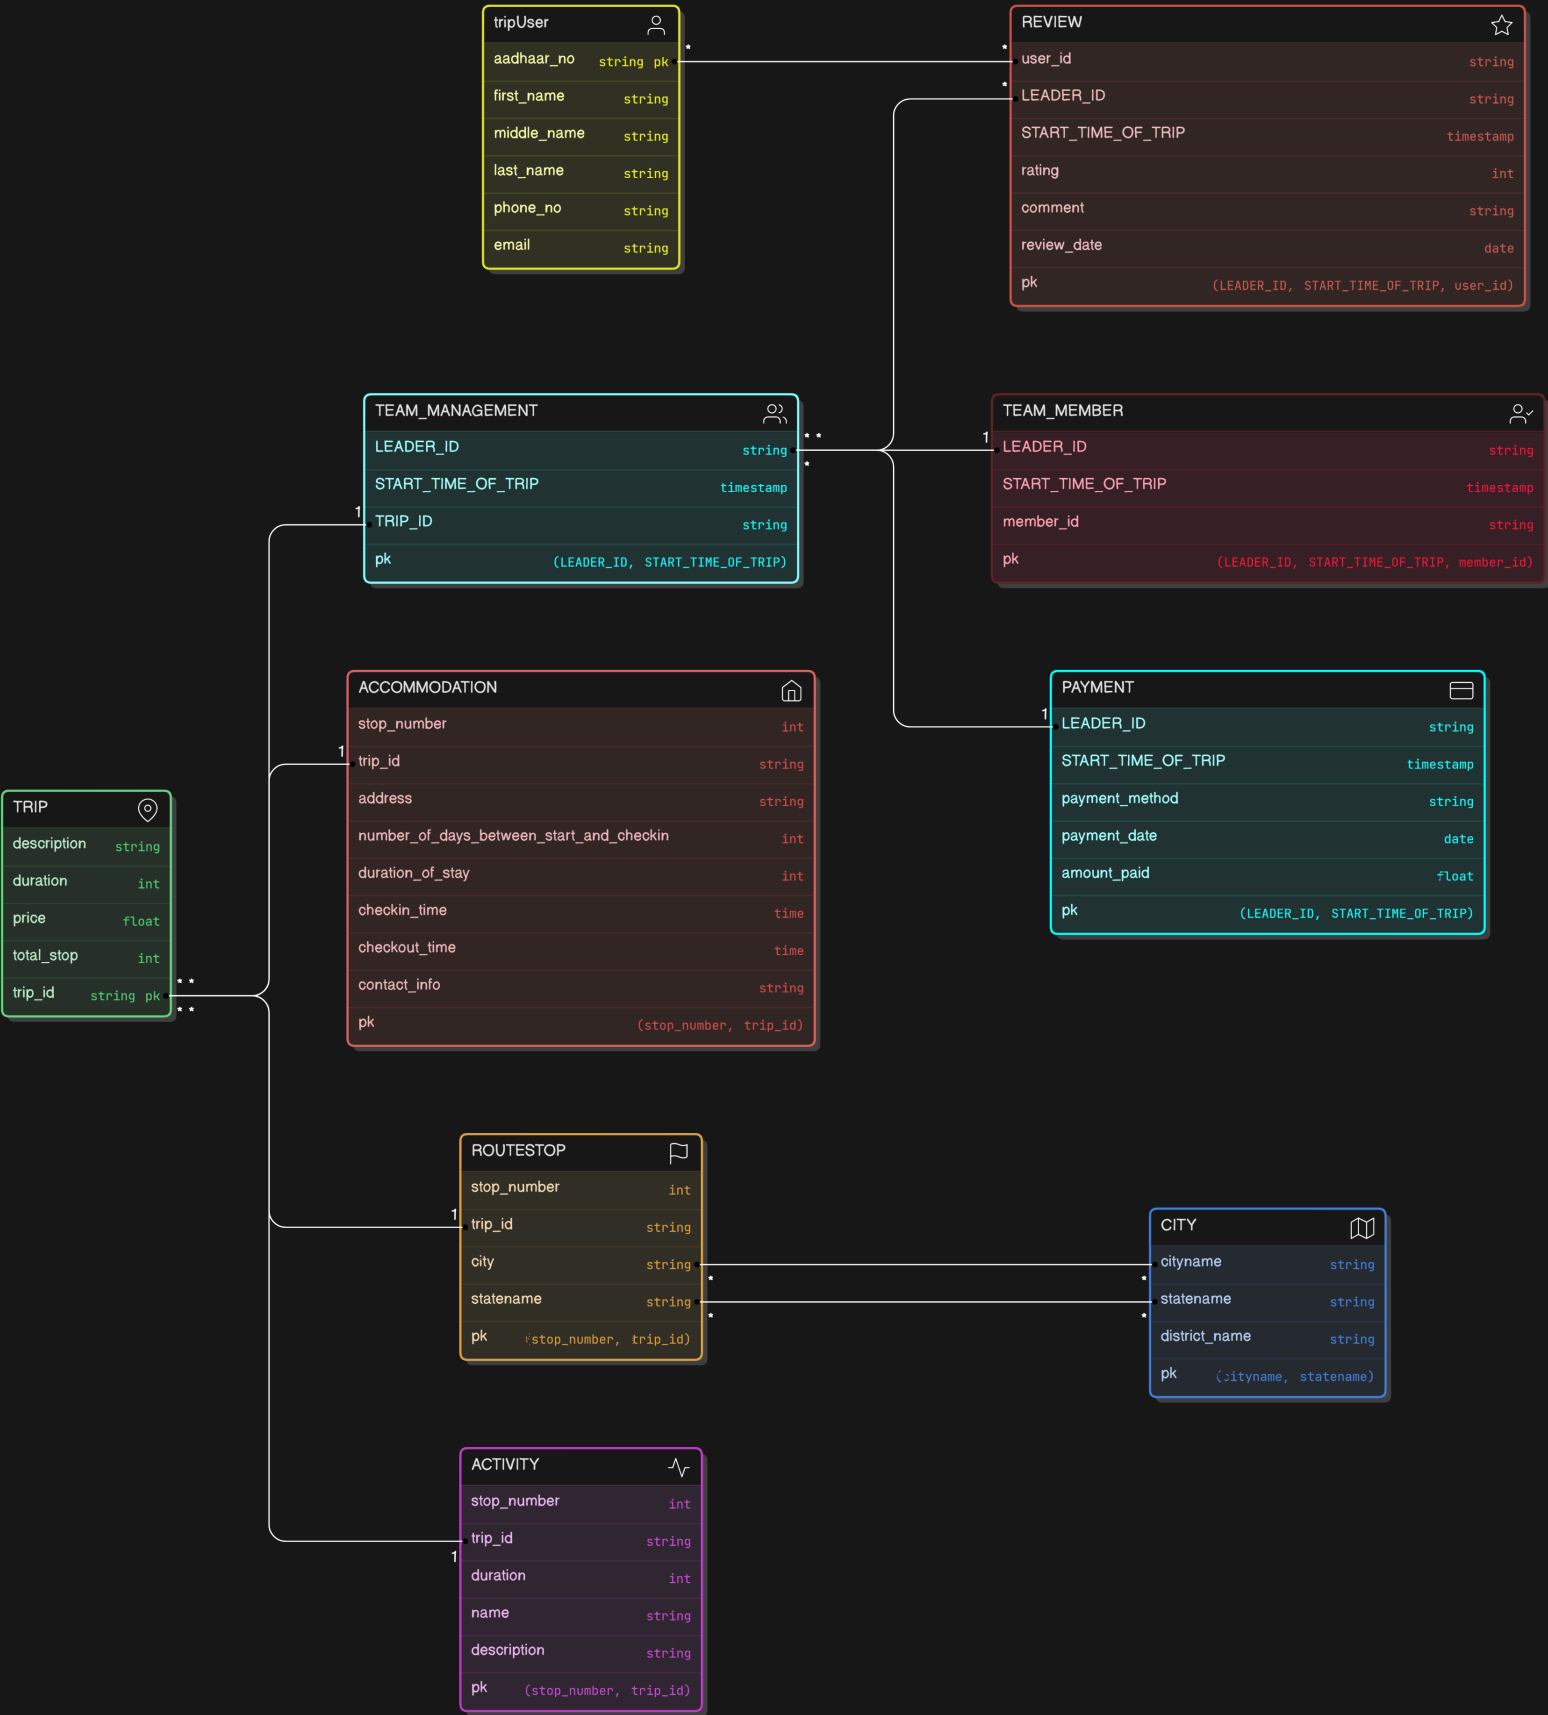 tripUser
aadhaar_no string pk
first_name string
middle_name string
last_name string
phone_no string
email string
*
*
*
REVIEW
user_id string
LEADER_ID string
START_TIME_OF_TRIP timestamp
rating int
comment string
review_date date
pk (LEADER_ID, START_TIME_OF_TRIP, user_id)
TEAM_MANAGEMENT
LEADER_ID string
START_TIME_OF_TRIP timestamp
TRIP_ID string
pk (LEADER_ID, START_TIME_OF_TRIP)
1
* *
*
1
TEAM_MEMBER
LEADER_ID string
START_TIME_OF_TRIP timestamp
member_id string
pk (LEADER_ID, START_TIME_OF_TRIP, member_id)
ACCOMMODATION
stop_number int
trip_id string
address string
number_of_days_between_start_and_checkin int
duration_of_stay int
checkin_time time
checkout_time time
contact_info string
pk (stop_number, trip_id)
1
1
PAYMENT
LEADER_ID string
START_TIME_OF_TRIP timestamp
payment_method string
payment_date date
amount_paid float
pk (LEADER_ID, START_TIME_OF_TRIP)
TRIP
description string
duration int
price float
total_stop int
trip_id string pk
* *
* *
1
ROUTESTOP
stop_number int
trip_id string
city string
statename string
pk (stop_number, trip_id)
*
*
*
*
CITY
cityname string
statename string
district_name string
pk (cityname, statename)
1
ACTIVITY
stop_number int
trip_id string
duration int
name string
description string
pk (stop_number, trip_id)